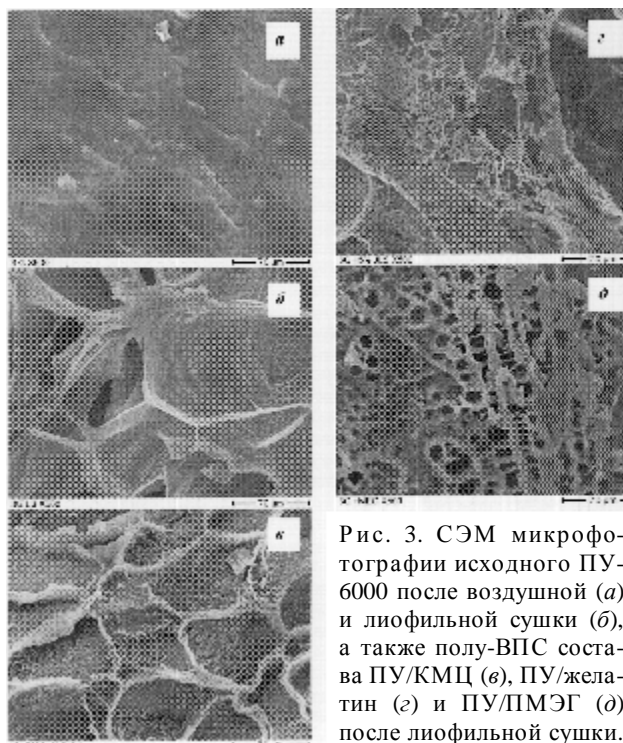 а
г
б
д
в
Рис. 3. СЭМ микрофо-
тографии исходного ПУ-
6000 после воздушной (а)
и лиофильной сушки (б),
а также полу-ВПС соста-
ва ПУ/КМЦ (в), ПУ/жела-
тин (г) и ПУ/ПМЭГ (д)
после лиофильной сушки.